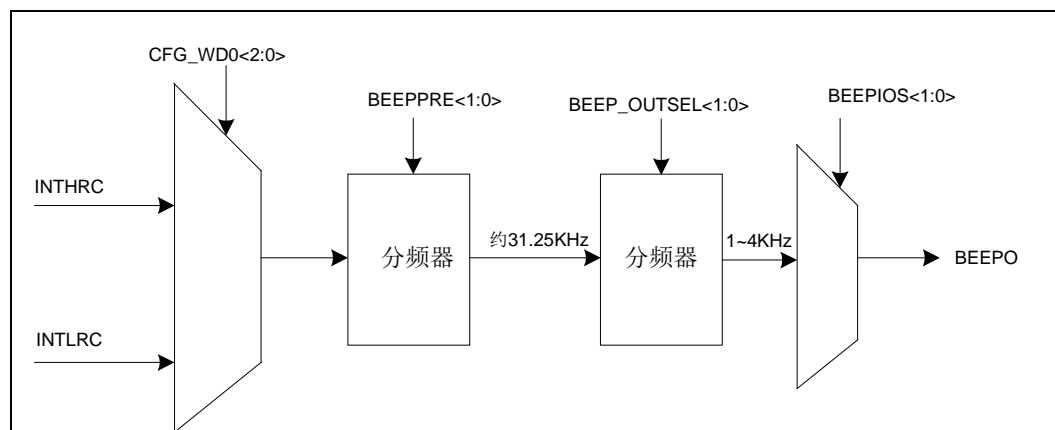 CFG_WD0<2:0>
BEEPPRE<1:0>
BEEP_OUTSEL<1:0>
BEEPIOS<1:0>
INTHRC
分频器
约31.25KHz
分频器
1~4KHz
BEEPO
INTLRC